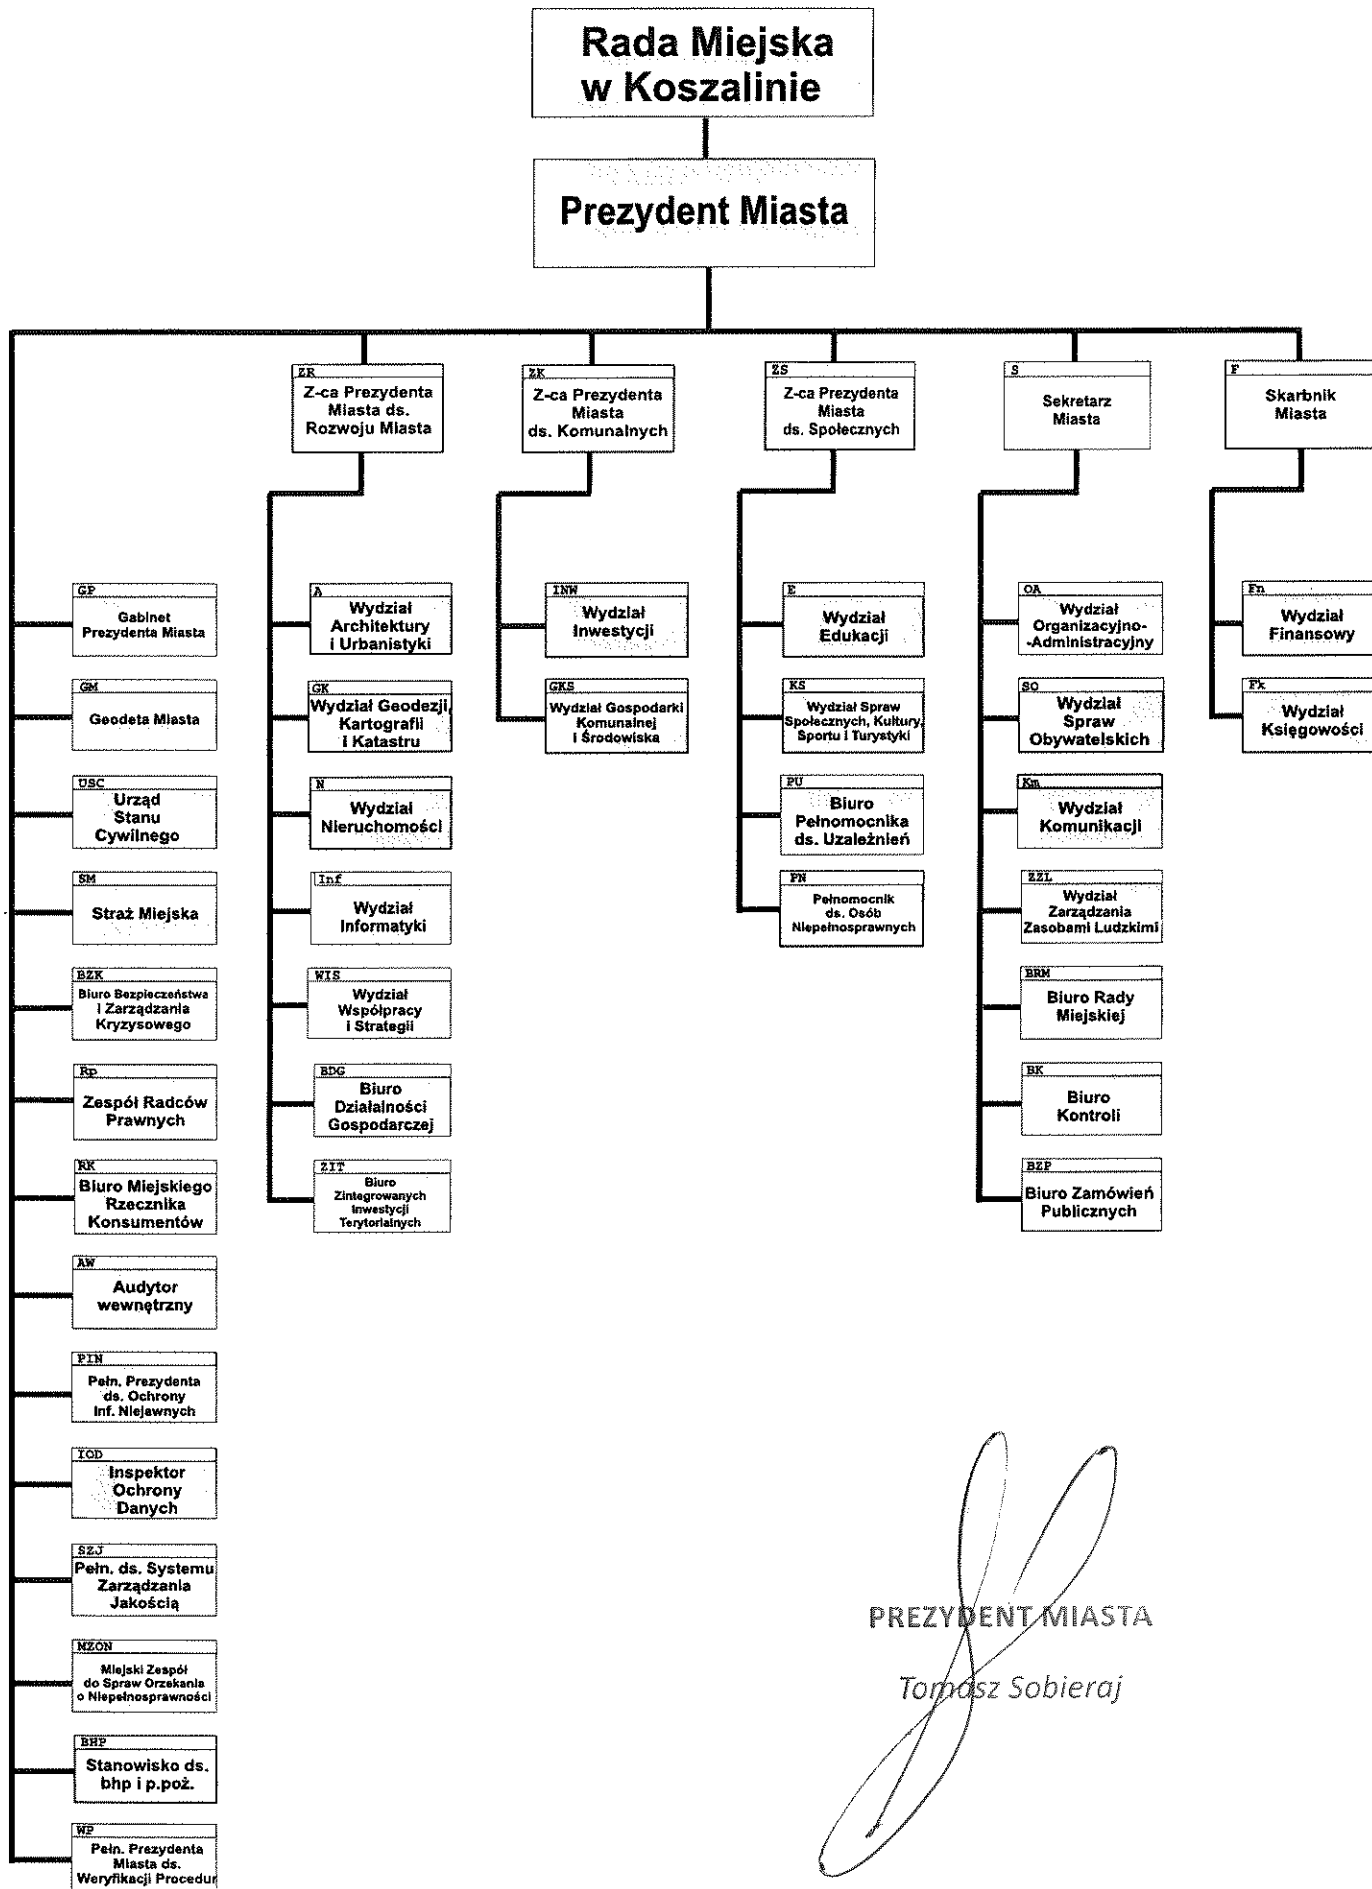 Rada Miejska
w Koszalinie
Prezydent Miasta
ZR
Z-ca Prezydenta
Miasta ds.
Rozwoju Miasta
ZK
Z-ca Prezydenta
Miasta
ds. Komunalnych
ZS
Z-ca Prezydenta
Miasta
ds. Społecznych
S
Sekretarz
Miasta
F
Skarbnik
Miasta
GP
Gabinet
Prezydenta Miasta
GM
Geodeta Miasta
USC
Urząd
Stanu
Cywilnego
SM
Straż Miejska
BZK
Biuro Bezpieczeństwa
i Zarządzania
Kryzysowego
Rp
Zespół Radców
Prawnych
RK
Biuro Miejskiego
Rzecznika
Konsumentów
AW
Audytor
wewnętrzny
PIN
Pełn. Prezydenta
ds. Ochrony
Inf. Niejawnych
IOD
Inspektor
Ochrony
Danych
SZJ
Pełn. ds. Systemu
Zarządzania
Jakością
MZON
Miejski Zespół
do Spraw Orzekania
o Niepełnosprawności
BHP
Stanowisko ds.
bhp i p.poż.
WP
Pełn. Prezydenta
Miasta ds.
Weryfikacji Procedur
A
Wydział
Architektury
i Urbanistyki
GK
Wydział Geodezji,
Kartografii
i Katastru
N
Wydział
Nieruchomości
Inf
Wydział
Informatyki
WIS
Wydział
Współpracy
i Strategii
BDG
Biuro
Działalności
Gospodarczej
ZIT
Biuro
Zintegrowanych
Inwestycji
Terytorialnych
INW
Wydział
Inwestycji
GKS
Wydział Gospodarki
Komunalnej
i Środowiska
E
Wydział
Edukacji
KS
Wydział Spraw
Społecznych, Kultury,
Sportu i Turystyki
PU
Biuro
Pełnomocnika
ds. Uzależnień
PN
Pełnomocnik
ds. Osób
Niepełnosprawnych
OA
Wydział
Organizacyjno-
-Administracyjny
SO
Wydział
Spraw
Obywatelskich
Km
Wydział
Komunikacji
ZZL
Wydział
Zarządzania
Zasobami Ludzkimi
BRM
Biuro Rady
Miejskiej
BK
Biuro
Kontroli
BZP
Biuro Zamówień
Publicznych
Fn
Wydział
Finansowy
Fk
Wydział
Księgowości
PREZYDENT MIASTA
Tomasz Sobieraj